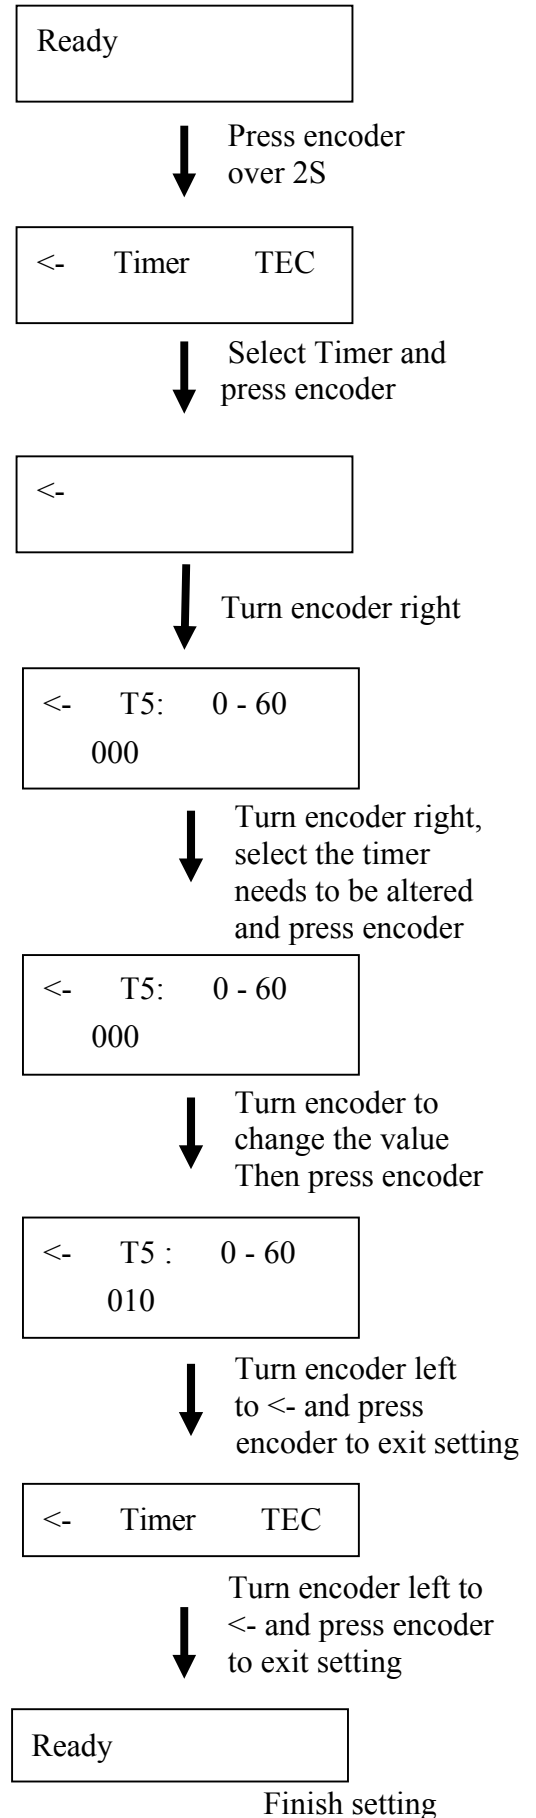 Ready
Press encoder
over 2S
<- Timer TEC
Select Timer and
press encoder
<-
Turn encoder right
<- T5: 0 - 60
000
Turn encoder right,
select the timer
needs to be altered
and press encoder
<- T5: 0 - 60
000
Turn encoder to
change the value
Then press encoder
<- T5 : 0 - 60
010
Turn encoder left
to <- and press
encoder to exit setting
<- Timer TEC
Turn encoder left to
<- and press encoder
to exit setting
Ready
Finish setting